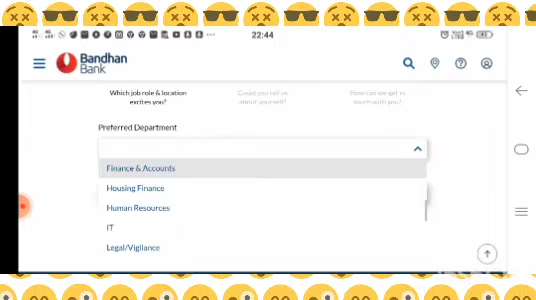 22:44
Bandhan
Bank
Which job role & location
excites you?
Could you tell us
about yourself?
How can we get in
touch with you?
Preferred Department
Finance & Accounts
Housing Finance
Human Resources
IT
Legal/Vigilance